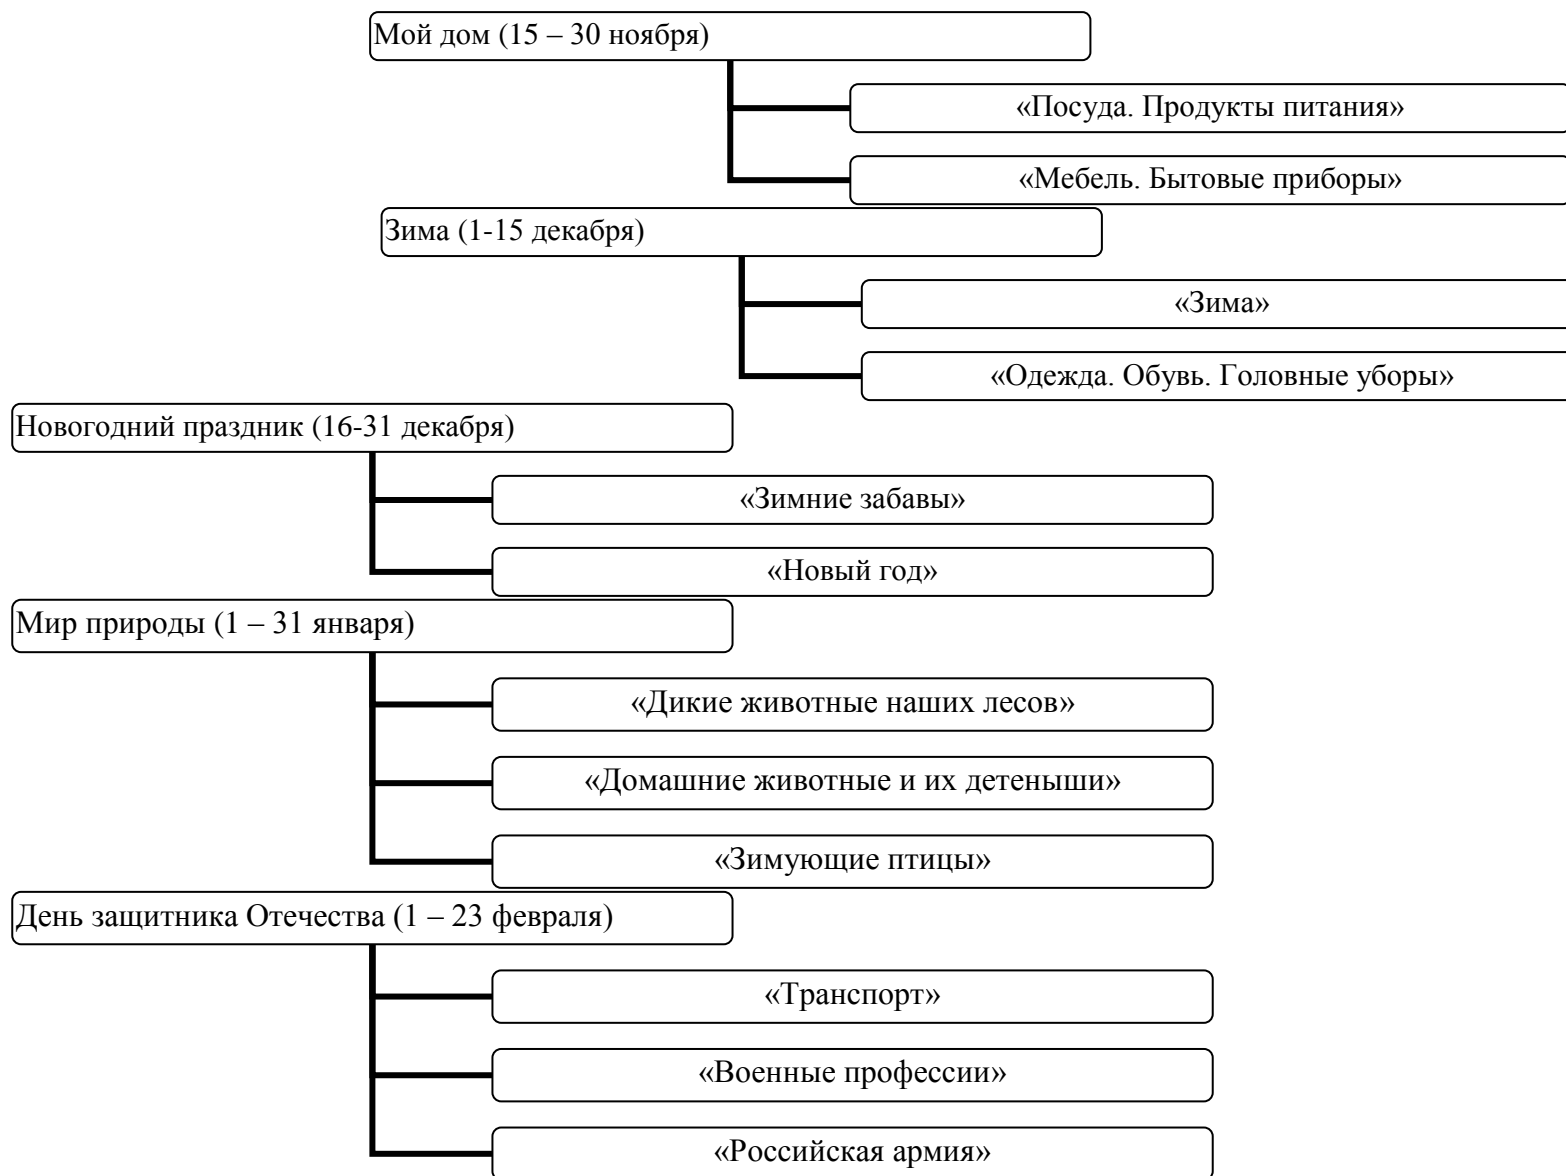 Мой дом (15 – 30 ноября)
«Посуда. Продукты питания»
«Мебель. Бытовые приборы»
Зима (1-15 декабря)
«Зима»
«Одежда. Обувь. Головные уборы»
Новогодний праздник (16-31 декабря)
«Зимние забавы»
«Новый год»
Мир природы (1 – 31 января)
«Дикие животные наших лесов»
«Домашние животные и их детеныши»
«Зимующие птицы»
День защитника Отечества (1 – 23 февраля)
«Транспорт»
«Военные профессии»
«Российская армия»